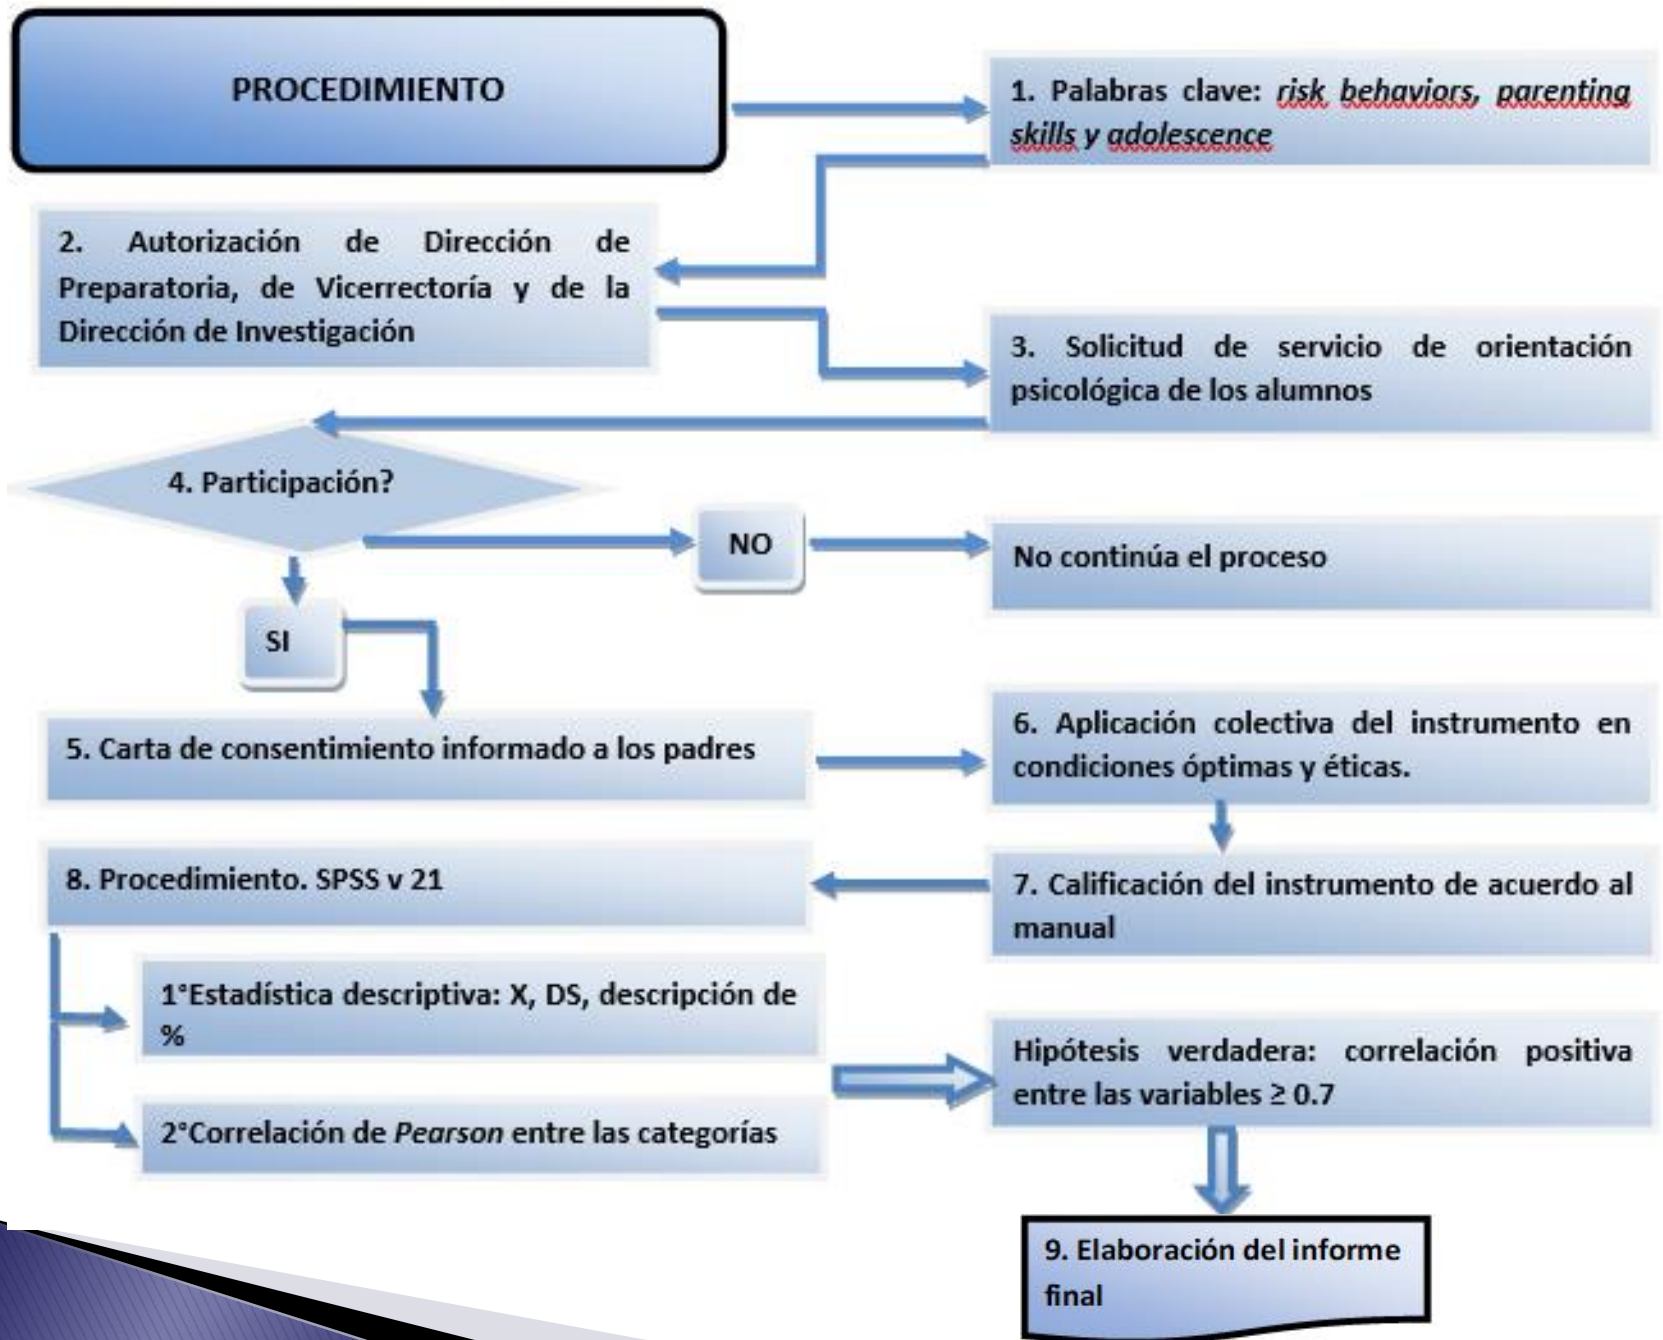 PROCEDIMIENTO
1. Palabras clave: risk behaviors, parenting
skills y adolescence
2. Autorización de Dirección de
Preparatoria, de Vicerrectoría y de la
Dirección de Investigación
3. Solicitud de servicio de orientación
psicológica de los alumnos
4. Participación?
NO
No continúa el proceso
SI
5. Carta de consentimiento informado a los padres
6. Aplicación colectiva del instrumento en
condiciones óptimas y éticas.
7. Calificación del instrumento de acuerdo al
manual
8. Procedimiento. SPSS v 21
1°Estadística descriptiva: X, DS, descripción de
%
2°Correlación de Pearson entre las categorías
Hipótesis verdadera: correlación positiva
entre las variables ≥ 0.7
9. Elaboración del informe
final